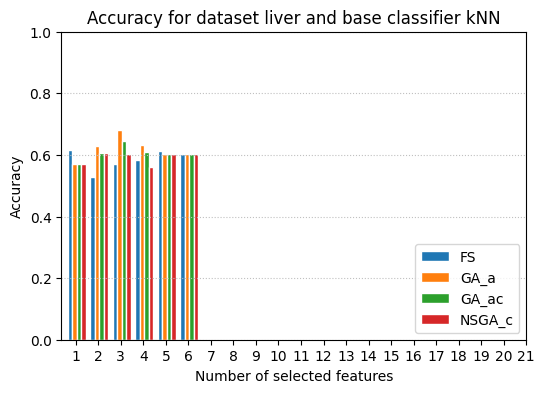 Accuracy for dataset liver and base classifier kNN
1.0
0.8
0.6
0.4
0.2
0.0
Accuracy
FS
GA_a
GA_ac
NSGA_c
1 2 3 4 5 6 7 8 9 10 11 12 13 14 15 16 17 18 19 20 21
Number of selected features